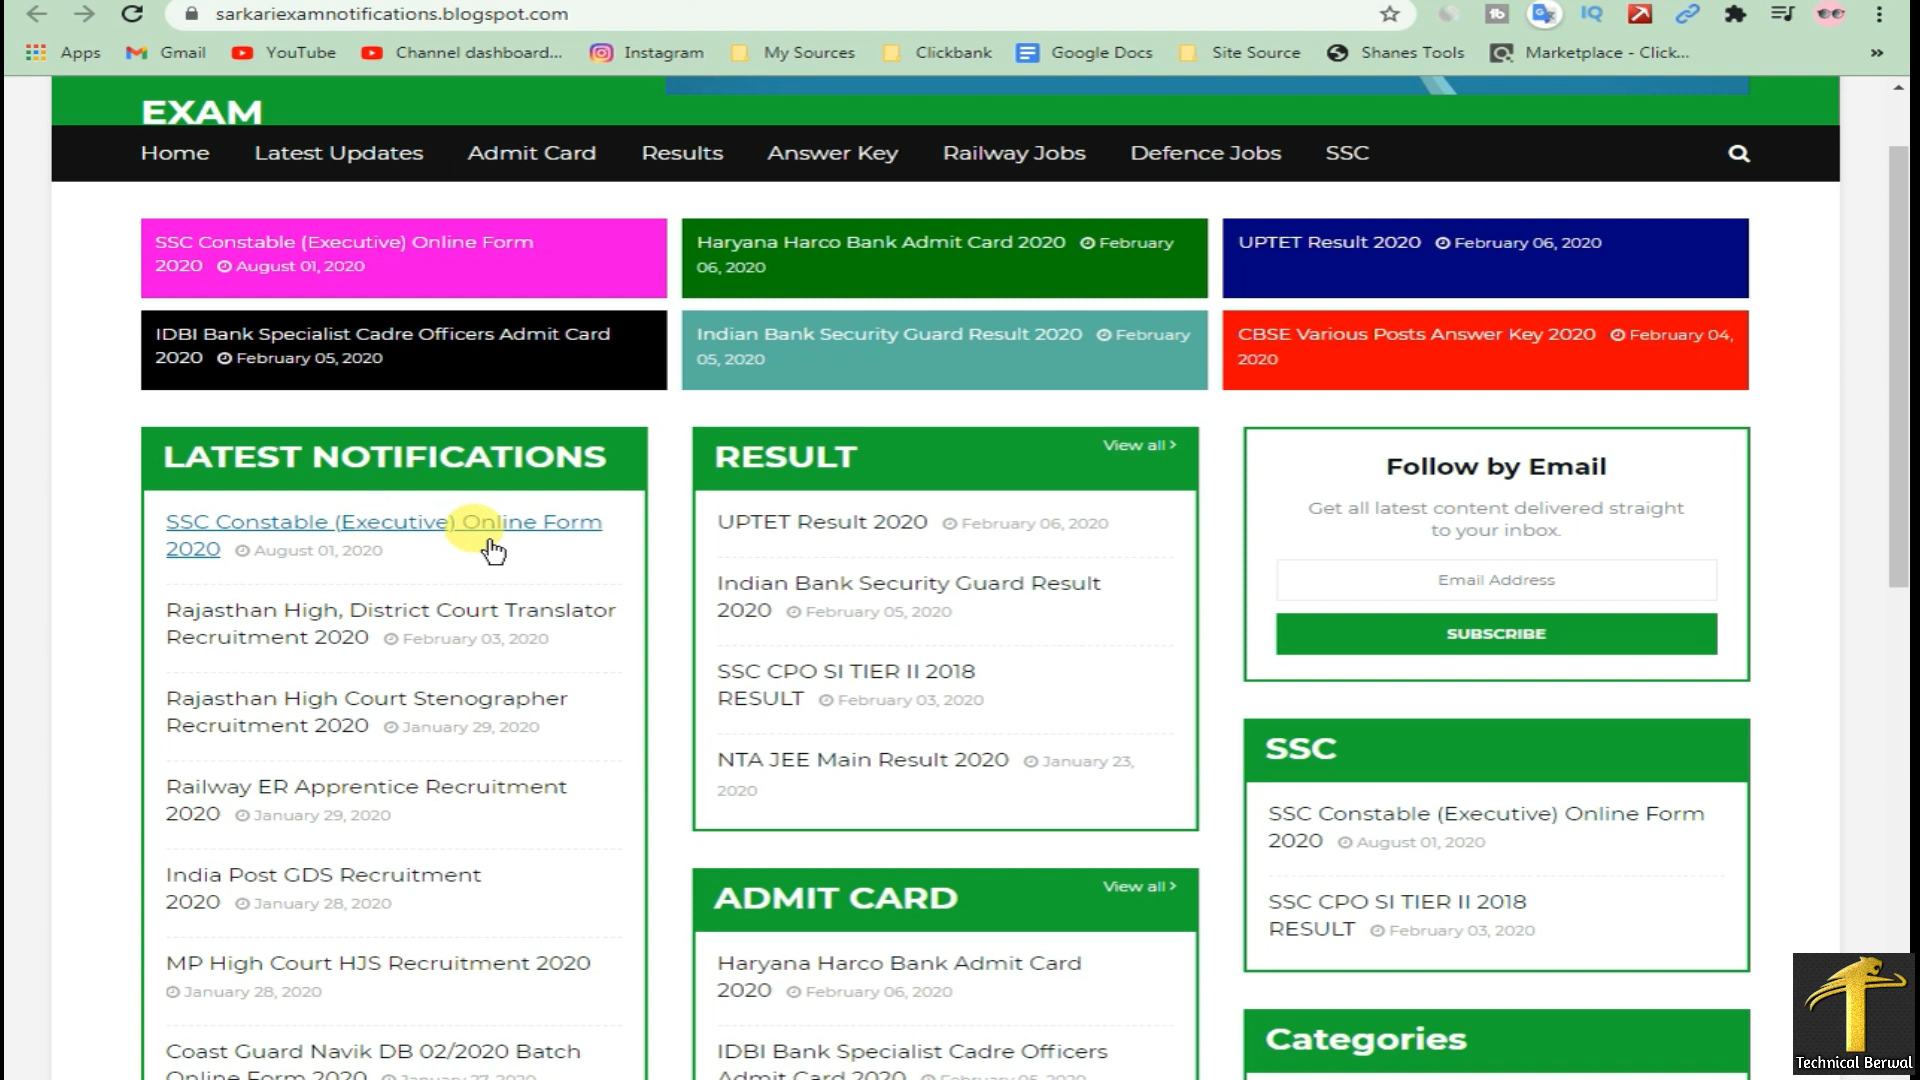 sarkariexamnotifications.blogspot.com
Apps Gmail YouTube Channel dashboard... Instagram My Sources Clickbank Google Docs Site Source Shanes Tools Marketplace - Click... »
EXAM
Home Latest Updates Admit Card Results Answer Key Railway Jobs Defence Jobs SSC
SSC Constable (Executive) Online Form
2020 August 01, 2020
Haryana Harco Bank Admit Card 2020 February
06, 2020
UPTET Result 2020 February 06, 2020
IDBI Bank Specialist Cadre Officers Admit Card
2020 February 05, 2020
Indian Bank Security Guard Result 2020 February
05, 2020
CBSE Various Posts Answer Key 2020 February 04,
2020
LATEST NOTIFICATIONS
SSC Constable (Executive) Online Form
2020 August 01, 2020
Rajasthan High, District Court Translator
Recruitment 2020 February 03, 2020
Rajasthan High Court Stenographer
Recruitment 2020 January 29, 2020
Railway ER Apprentice Recruitment
2020 January 29, 2020
India Post GDS Recruitment
2020 January 28, 2020
MP High Court HJS Recruitment 2020
January 28, 2020
Coast Guard Navik DB 02/2020 Batch
Online Form 2020 January 27, 2020
RESULT View all >
UPTET Result 2020 February 06, 2020
Indian Bank Security Guard Result
2020 February 05, 2020
SSC CPO SI TIER II 2018
RESULT February 03, 2020
NTA JEE Main Result 2020 January 23,
2020
ADMIT CARD View all >
Haryana Harco Bank Admit Card
2020 February 06, 2020
IDBI Bank Specialist Cadre Officers
Admit Card 2020 February 05, 2020
Follow by Email
Get all latest content delivered straight
to your inbox.
Email Address
SUBSCRIBE
SSC
SSC Constable (Executive) Online Form
2020 August 01, 2020
SSC CPO SI TIER II 2018
RESULT February 03, 2020
Categories
Technical Berwal